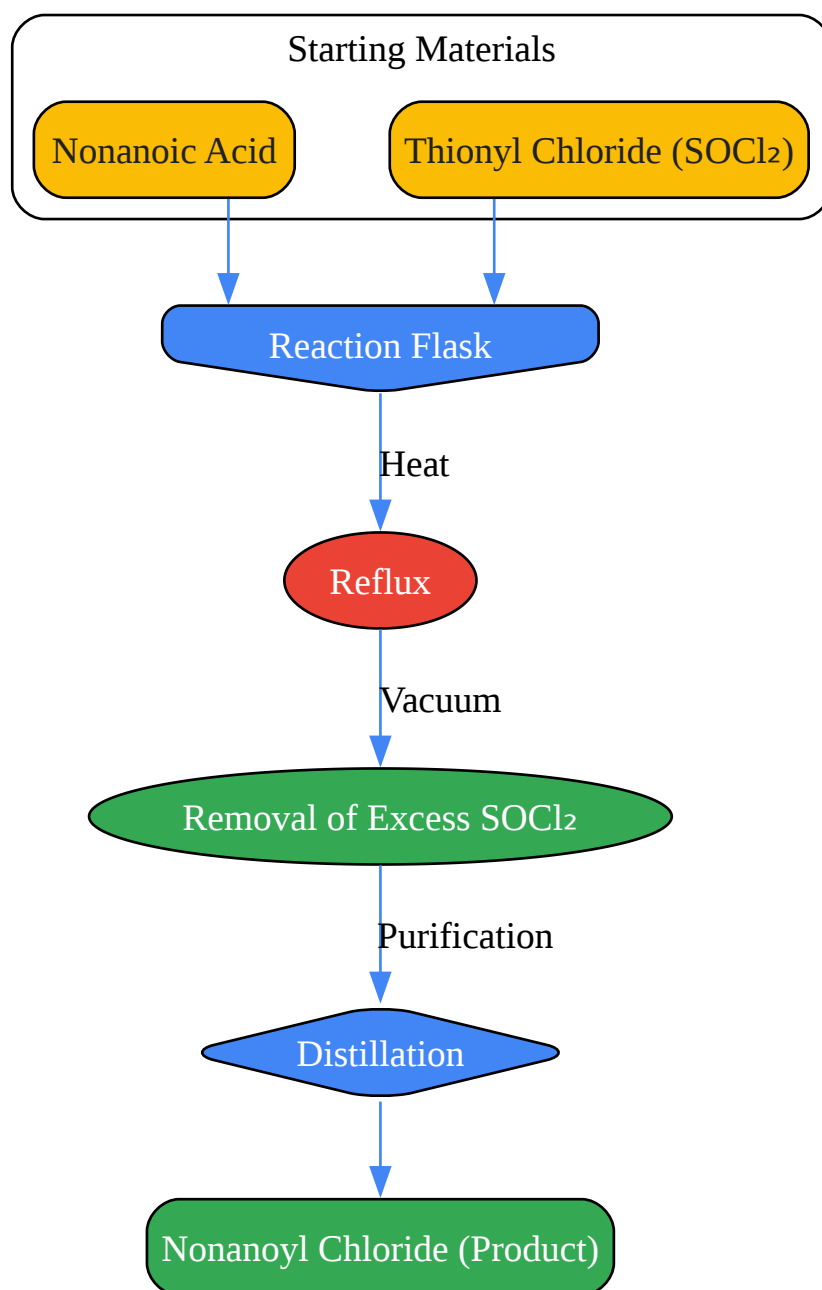 Starting Materials
Nonanoic Acid
Thionyl Chloride (SOCl₂)
Reaction Flask
Heat
Reflux
Vacuum
Removal of Excess SOCl₂
Purification
Distillation
Nonanoyl Chloride (Product)